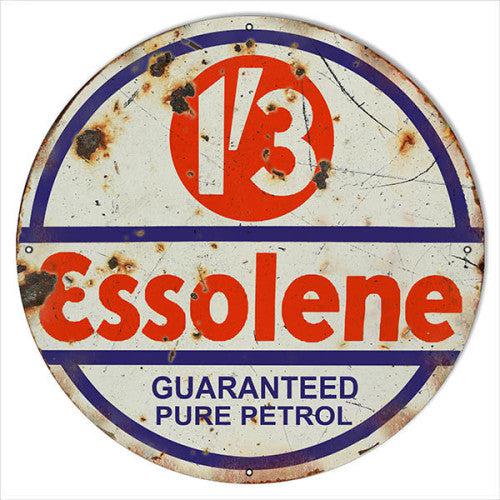 1/3
Essolene
GUARANTEED
PURE PETROL